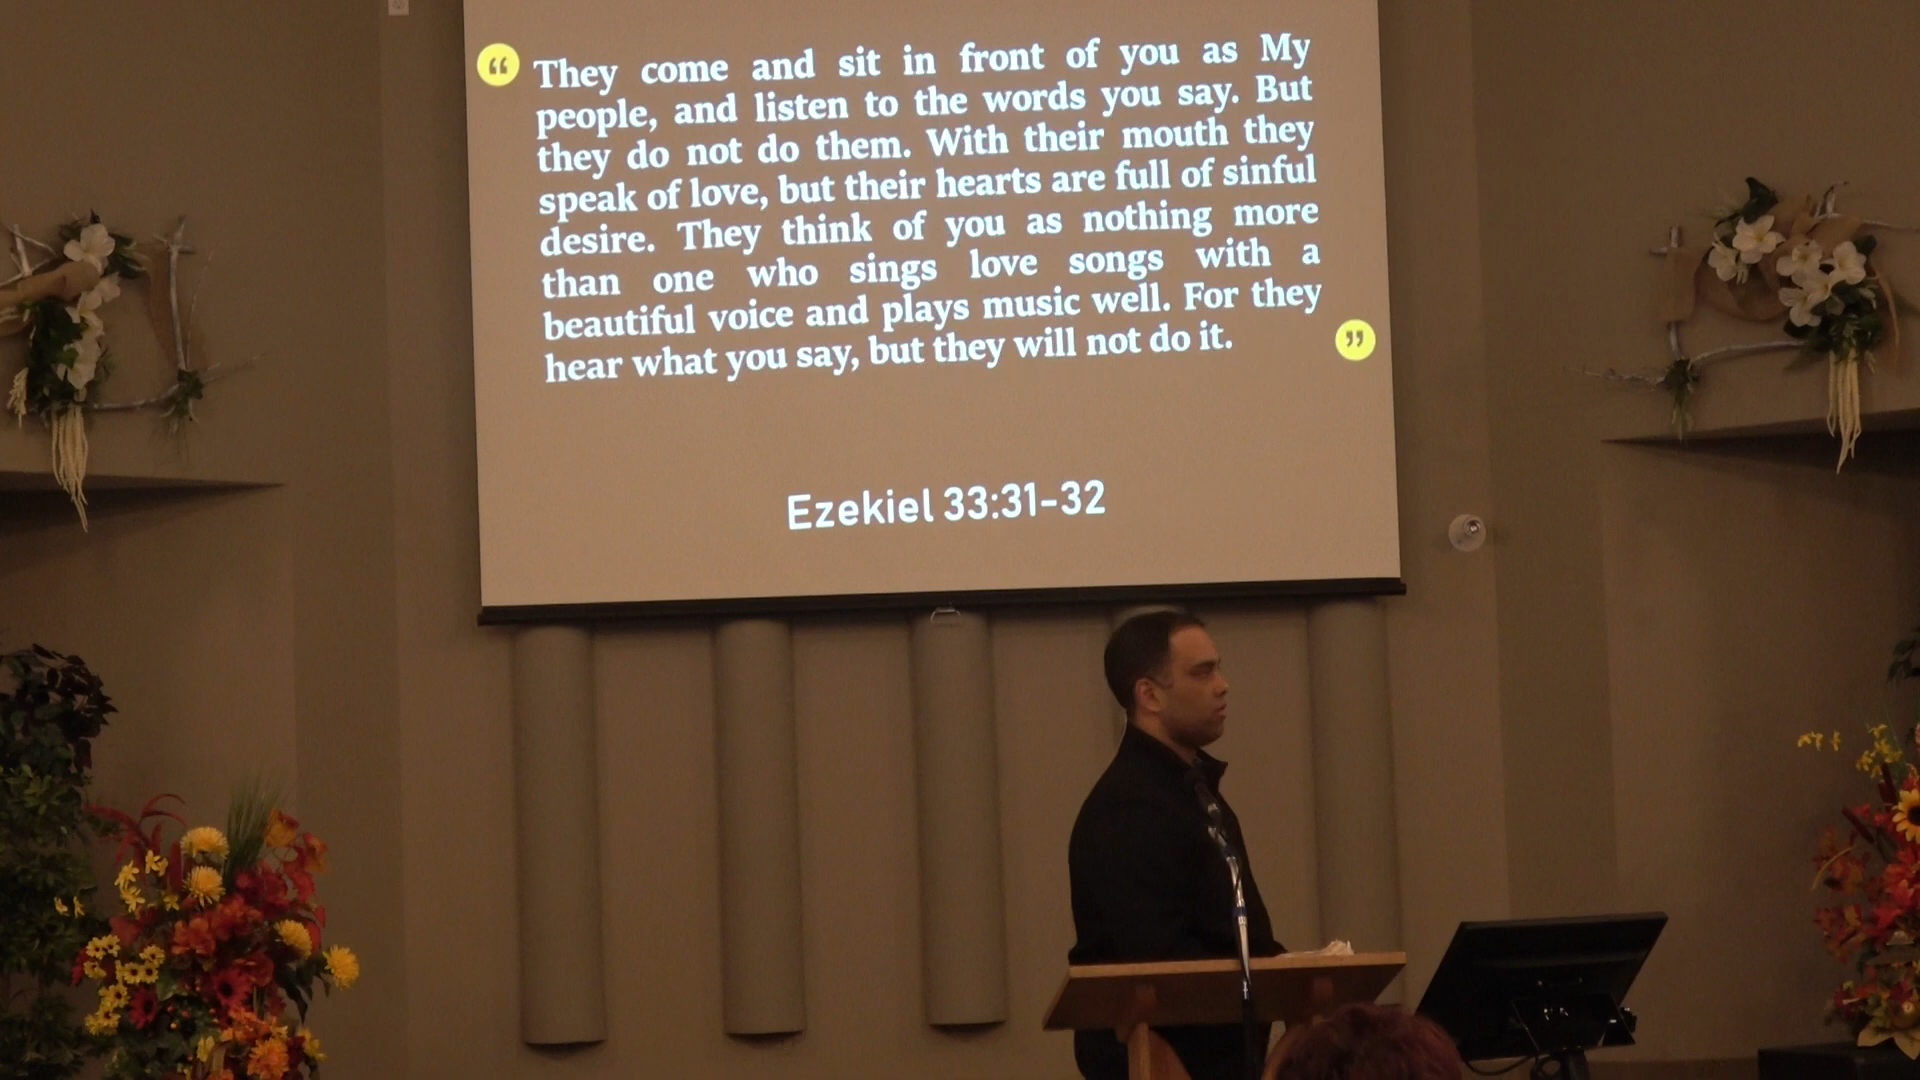 “ They come and sit in front of you as My
people, and listen to the words you say. But
they do not do them. With their mouth they
speak of love, but their hearts are full of sinful
desire. They think of you as nothing more
than one who sings love songs with a
beautiful voice and plays music well. For they
hear what you say, but they will not do it. ”
Ezekiel 33:31-32